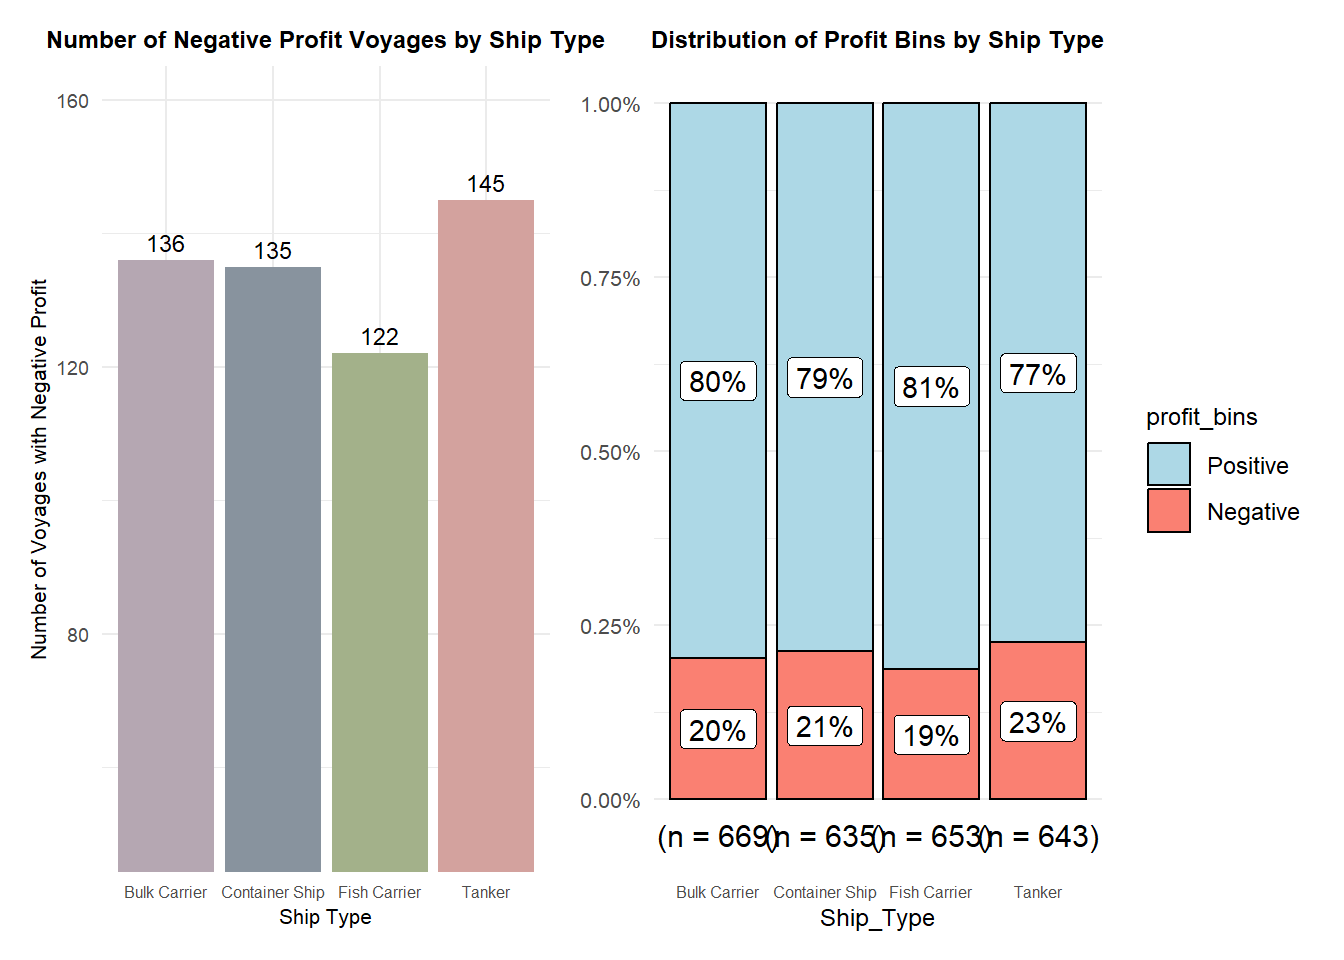 Number of Negative Profit Voyages by Ship Type
Number of Voyages with Negative Profit
160
120
80
136
135
122
145
Bulk Carrier
Container Ship
Fish Carrier
Tanker
Ship Type
Distribution of Profit Bins by Ship Type
1.00%
0.75%
0.50%
0.25%
0.00%
80%
79%
81%
77%
20%
21%
19%
23%
(n = 669)
(n = 635)
(n = 653)
(n = 643)
Bulk Carrier
Container Ship
Fish Carrier
Tanker
Ship_Type
profit_bins
Positive
Negative